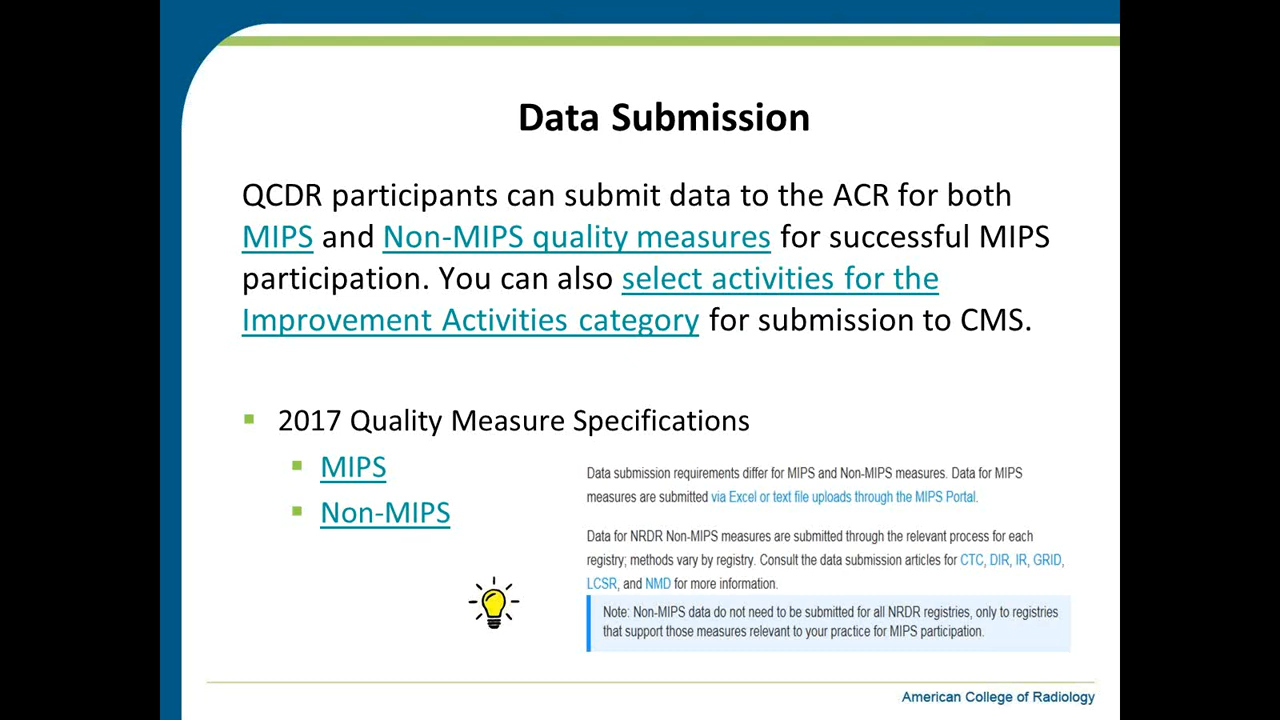 Data Submission
QCDR participants can submit data to the ACR for both
MIPS and Non-MIPS quality measures for successful MIPS
participation. You can also select activities for the
Improvement Activities category for submission to CMS.
2017 Quality Measure Specifications
MIPS
Non-MIPS
Data submission requirements differ for MIPS and Non-MIPS measures. Data for MIPS
measures are submitted via Excel or text file uploads through the MIPS Portal.
Data for NRDR Non-MIPS measures are submitted through the relevant process for each
registry; methods vary by registry. Consult the data submission articles for CTC, DIR, IR, GRID,
LCSR, and NMD for more information.
Note: Non-MIPS data do not need to be submitted for all NRDR registries, only to registries
that support those measures relevant to your practice for MIPS participation.
American College of Radiology